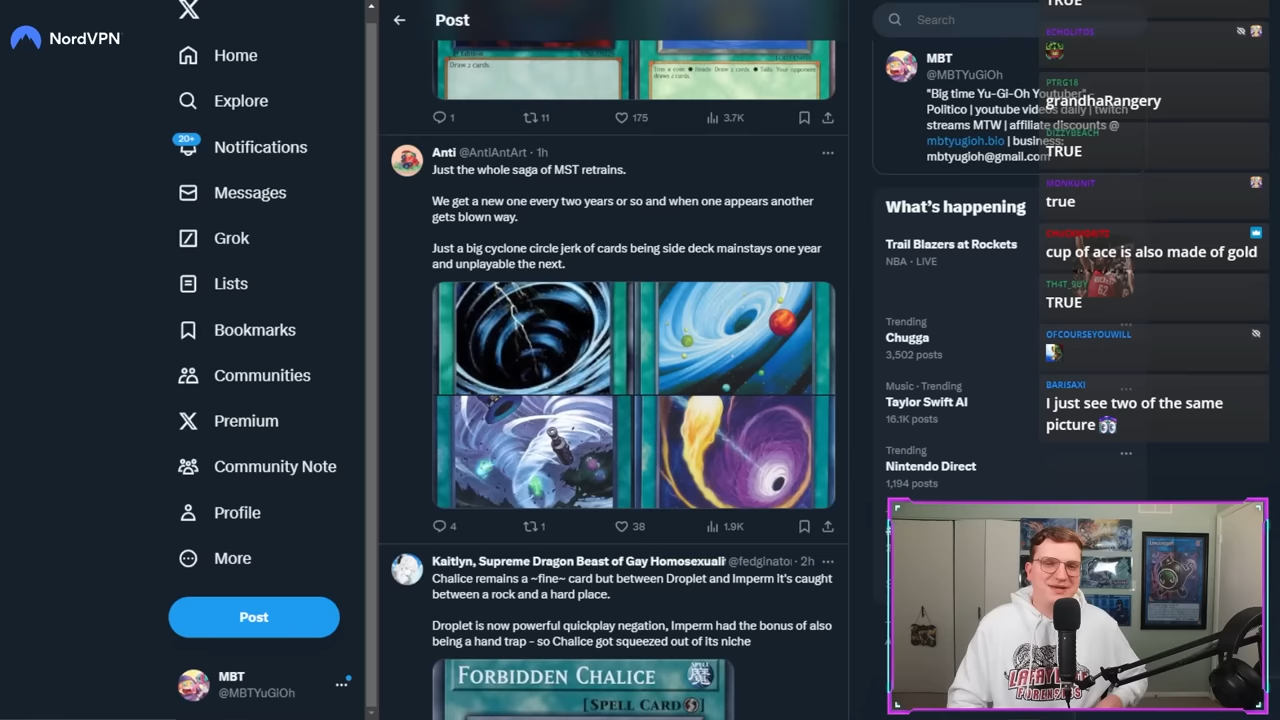 NordVPN
Home
Explore
20+
Notifications
Messages
Grok
Lists
Bookmarks
Communities
Premium
Community Note
Profile
More
Post
MBT
@MBTYuGiOh
Post
Draw 2 cards.
1
11
175
3.7K
Anti @AntiAntArt · 1h
Just the whole saga of MST retrains.
We get a new one every two years or so and when one appears another
gets blown way.
Just a big cyclone circle jerk of cards being side deck mainstays one year
and unplayable the next.
4
1
38
1.9K
Kaitlyn, Supreme Dragon Beast of Gay Homosexuali @fedginato · 2h
Chalice remains a ~fine~ card but between Droplet and Imperm it's caught
between a rock and a hard place.
Droplet is now powerful quickplay negation, Imperm had the bonus of also
being a hand trap - so Chalice got squeezed out of its niche
FORBIDDEN CHALICE
SPELL
魔
[SPELL CARD]
Search
MBT
@MBTYuGiOh
"Big time Yu-Gi-Oh Youtuber" -
Politico | youtube videos daily | twitch
streams MTW | affiliate discounts @
mbtyugioh.bio | business:
mbtyugioh@gmail.com
What's happening
Trail Blazers at Rockets
NBA · LIVE
Trending
Chugga
3,502 posts
Music · Trending
Taylor Swift AI
16.1K posts
Trending
Nintendo Direct
1,194 posts
TRUE
ECHOLITOS
PTRG18
grandhaRangery
DIZZYBEACH
TRUE
MONKUNIT
true
cup of ace is also made of gold
TH4T_9UY
TRUE
OFCOURSEYOUWILL
BARISAXI
I just see two of the same
picture
FORENSICS